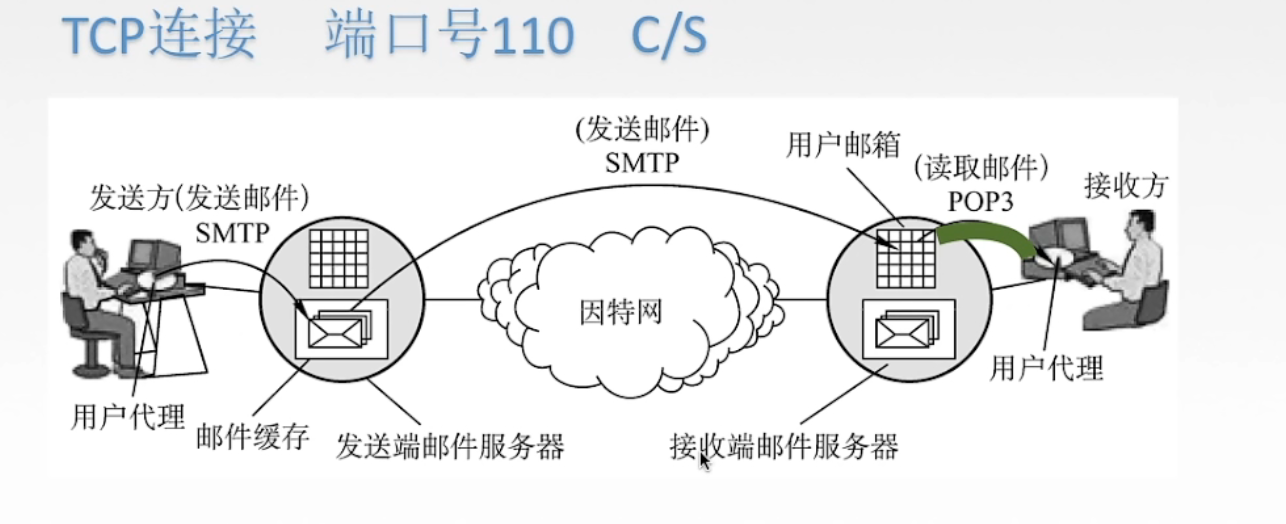 TCP连接 端口号110 C/S
(发送邮件)
SMTP
用户邮箱
(读取邮件)
POP3
接收方
发送方(发送邮件)
SMTP
因特网
用户代理
邮件缓存
发送端邮件服务器
接收端邮件服务器
用户代理